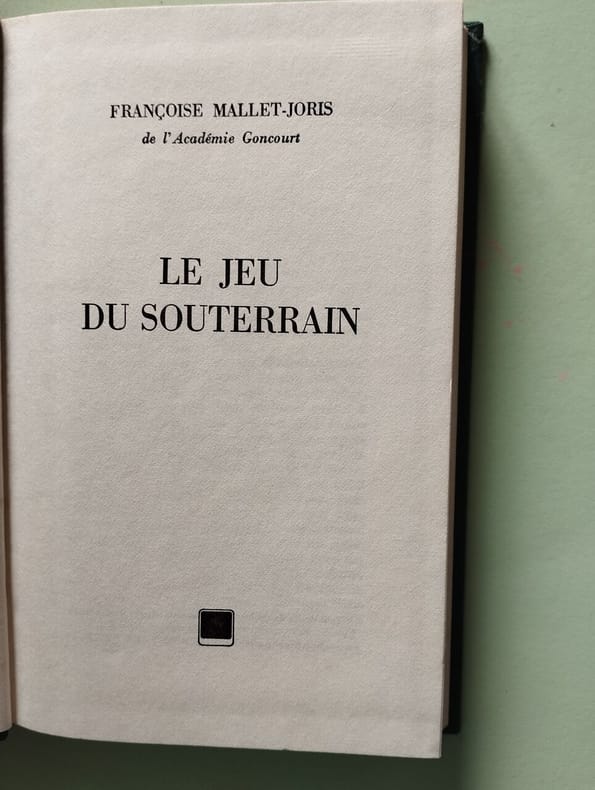 FRANÇOISE MALLET-JORIS
de l'Académie Goncourt
LE JEU
DU SOUTERRAIN